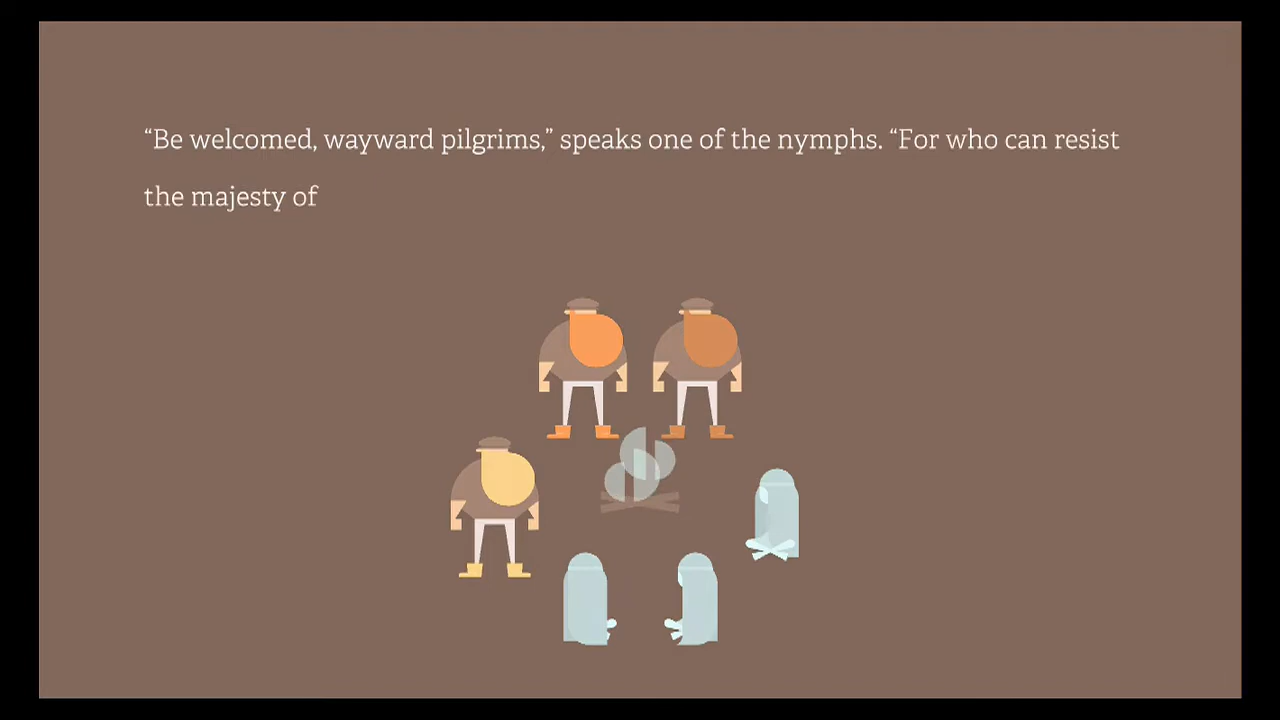 “Be welcomed, wayward pilgrims,” speaks one of the nymphs. “For who can resist
the majesty of